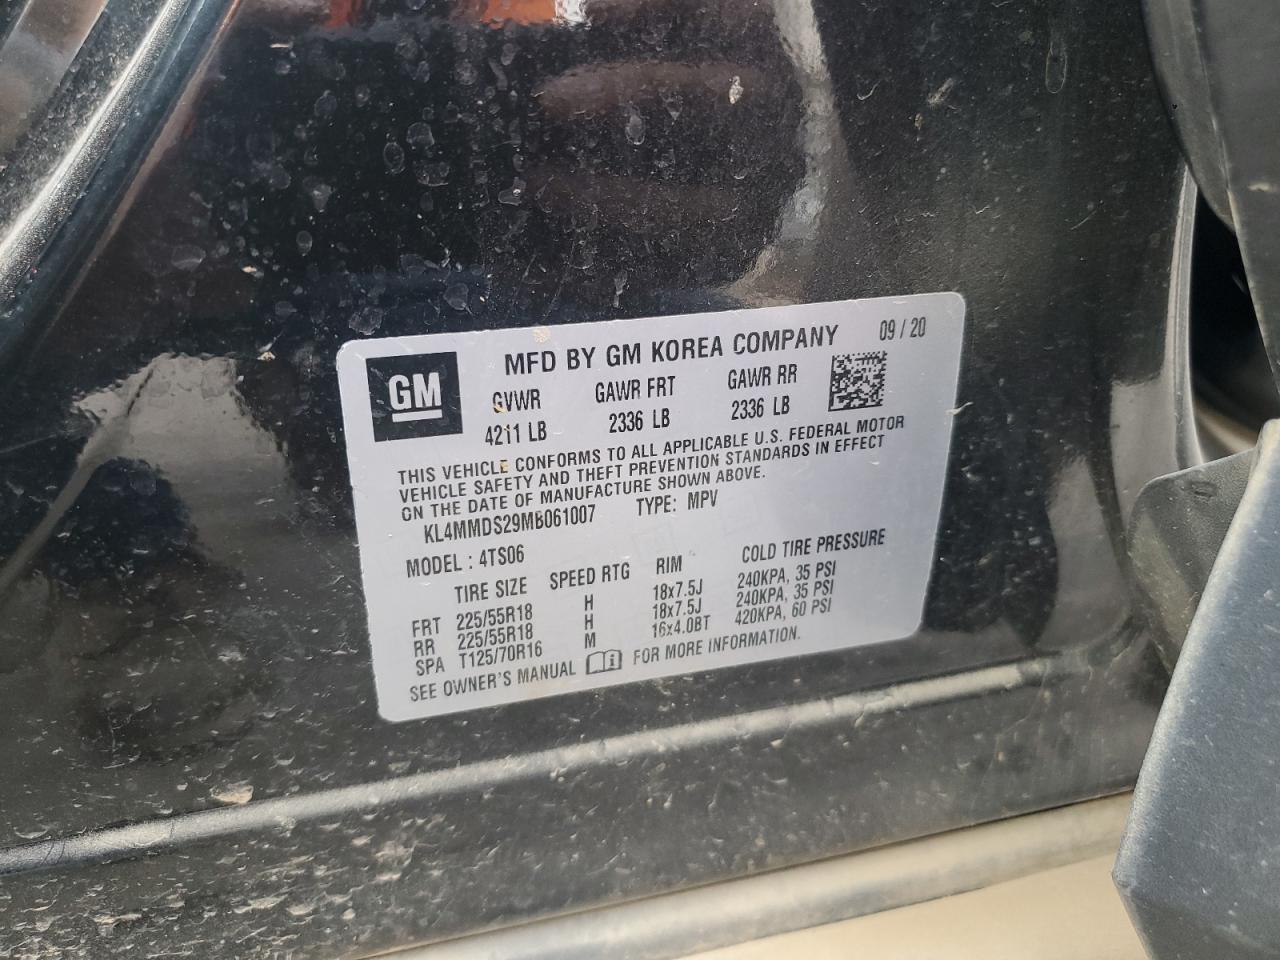 MFD BY GM KOREA COMPANY 09 / 20
GM
GVWR GAWR FRT GAWR RR
4211 LB 2336 LB 2336 LB
THIS VEHICLE CONFORMS TO ALL APPLICABLE U.S. FEDERAL MOTOR
VEHICLE SAFETY AND THEFT PREVENTION STANDARDS IN EFFECT
ON THE DATE OF MANUFACTURE SHOWN ABOVE.
KL4MMDS29MB061007 TYPE: MPV
MODEL : 4TS06
TIRE SIZE SPEED RTG RIM COLD TIRE PRESSURE
FRT 225/55R18 H 18x7.5J 240KPA, 35 PSI
RR 225/55R18 H 18x7.5J 240KPA, 35 PSI
SPA T125/70R16 M 16x4.0BT 420KPA, 60 PSI
SEE OWNER'S MANUAL FOR MORE INFORMATION.